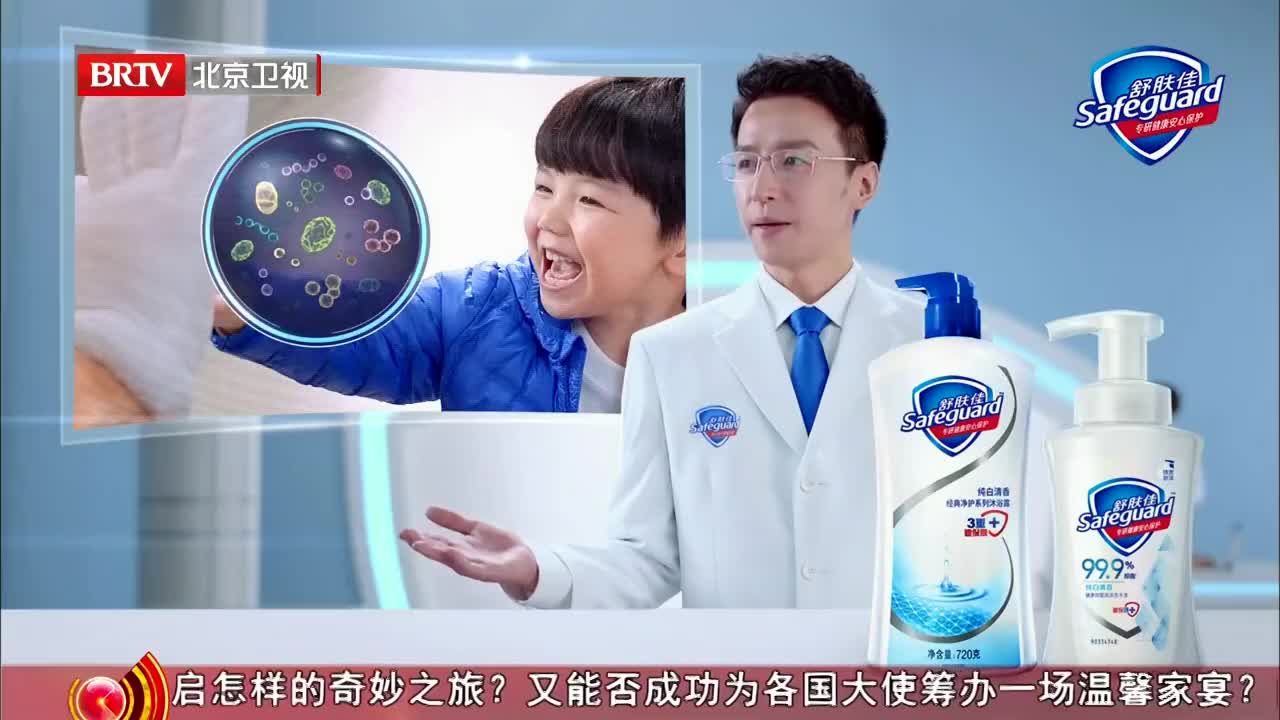 BRTV 北京卫视
舒肤佳
Safeguard
专研健康安心保护
舒肤佳
Safeguard
舒肤佳
Safeguard
专研健康安心保护
纯白清香
经典净护系列沐浴露
3重
净含量:720克
舒肤佳
Safeguard
专研健康安心保护
99.9%
纯白清香
启怎样的奇妙之旅？又能否成功为各国大使筹办一场温馨家宴？